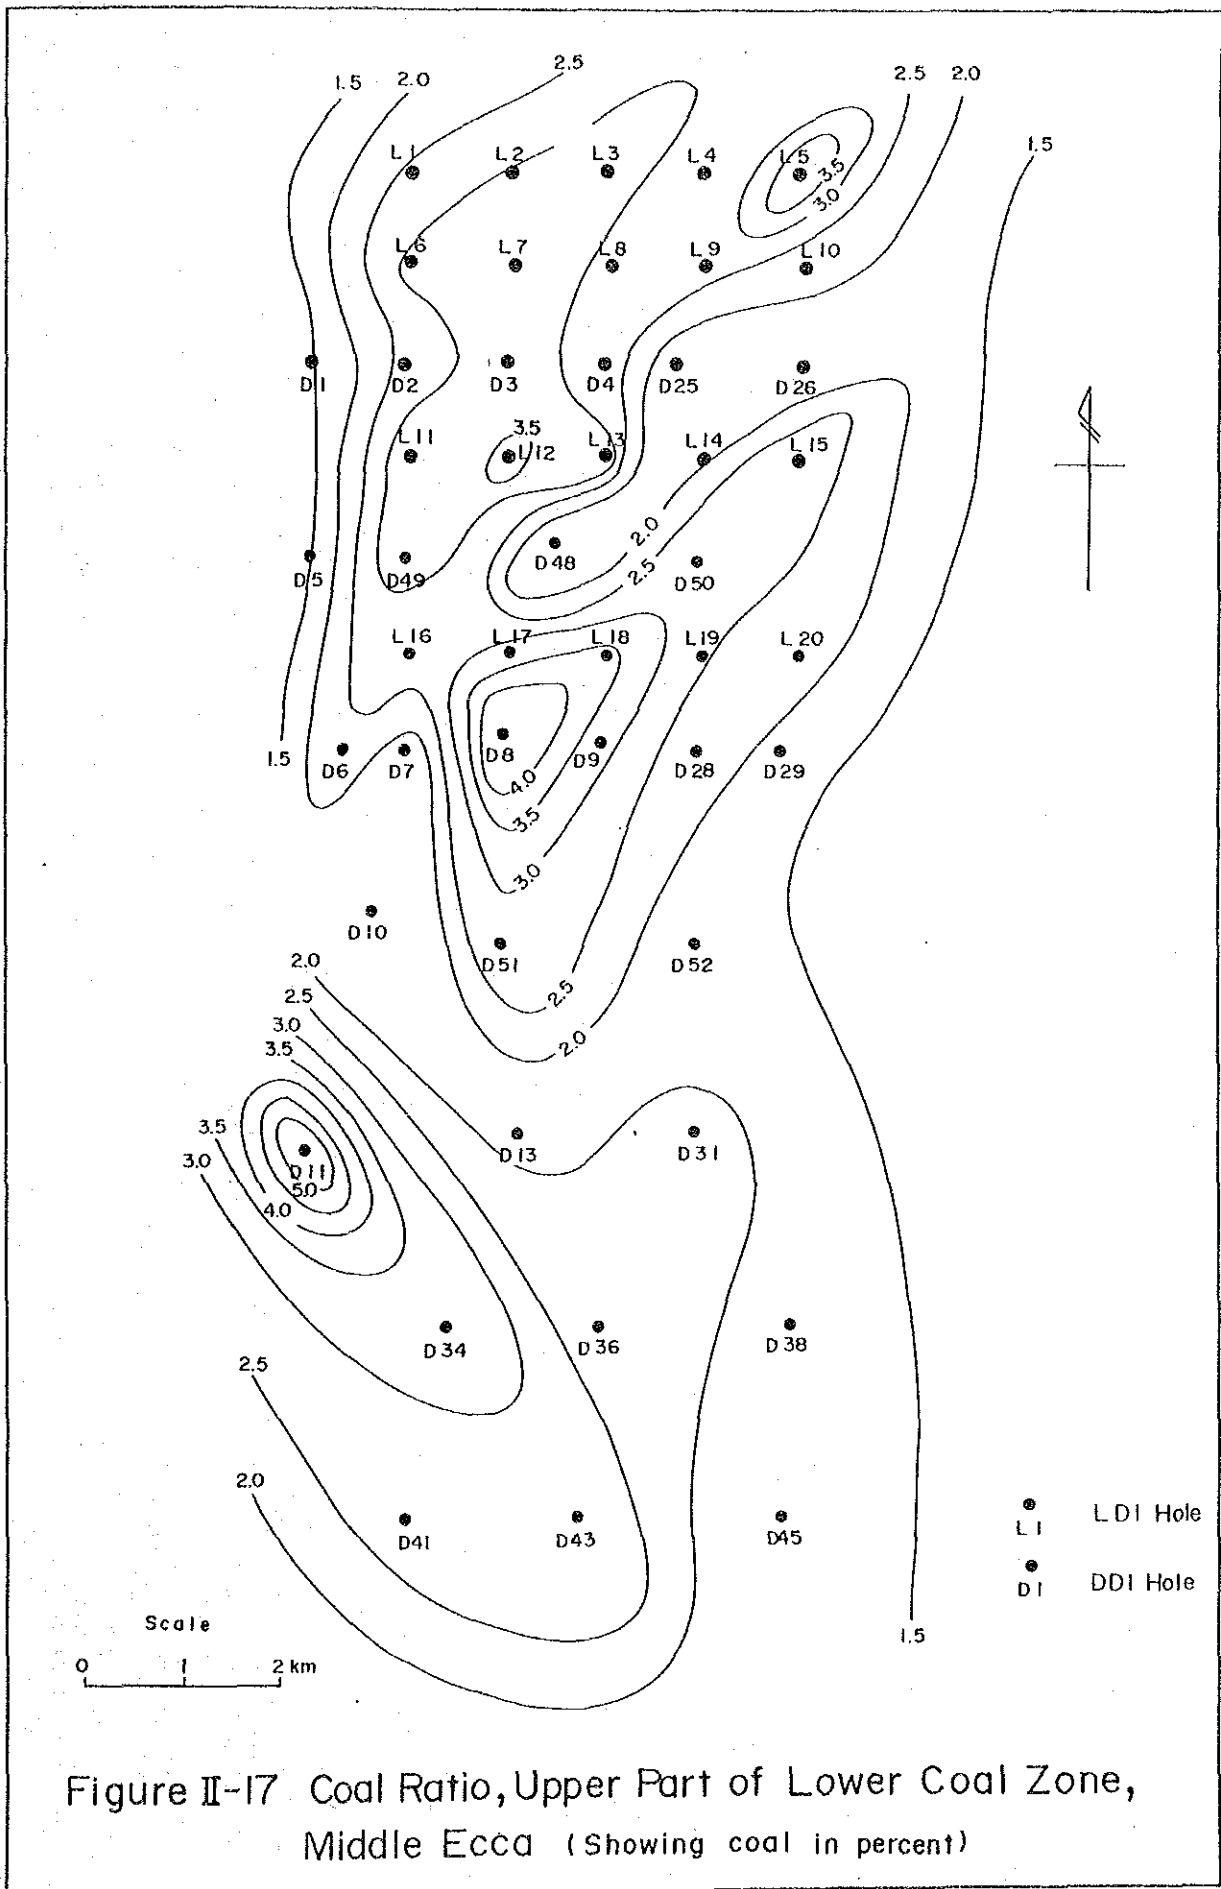 2.5
1.5 2.0 2.5 2.0
1.5
L1 L2 L3 L4 L5
3.5
3.0
L6 L7 L8 L9 L10
D1 D2 D3 D4 D25 D26
3.5
L11 L12 L13 L14 L15
2.0
D48
2.5
D5 D49 D50
L16 L17 L18 L19 L20
1.5 D6 D7 D8 D9 D28 D29
4.0
3.5
3.0
D10
D51 D52
2.0
2.5
2.5
3.0
2.0
3.5
3.5
3.0
D11 D13 D31
5.0
4.0
D34 D36 D38
2.5
2.0
L1 LD1 Hole
D41 D43 D45
D1 DD1 Hole
1.5
Scale
0 1 2 km
Figure II-17 Coal Ratio, Upper Part of Lower Coal Zone,
Middle Ecca (Showing coal in percent)